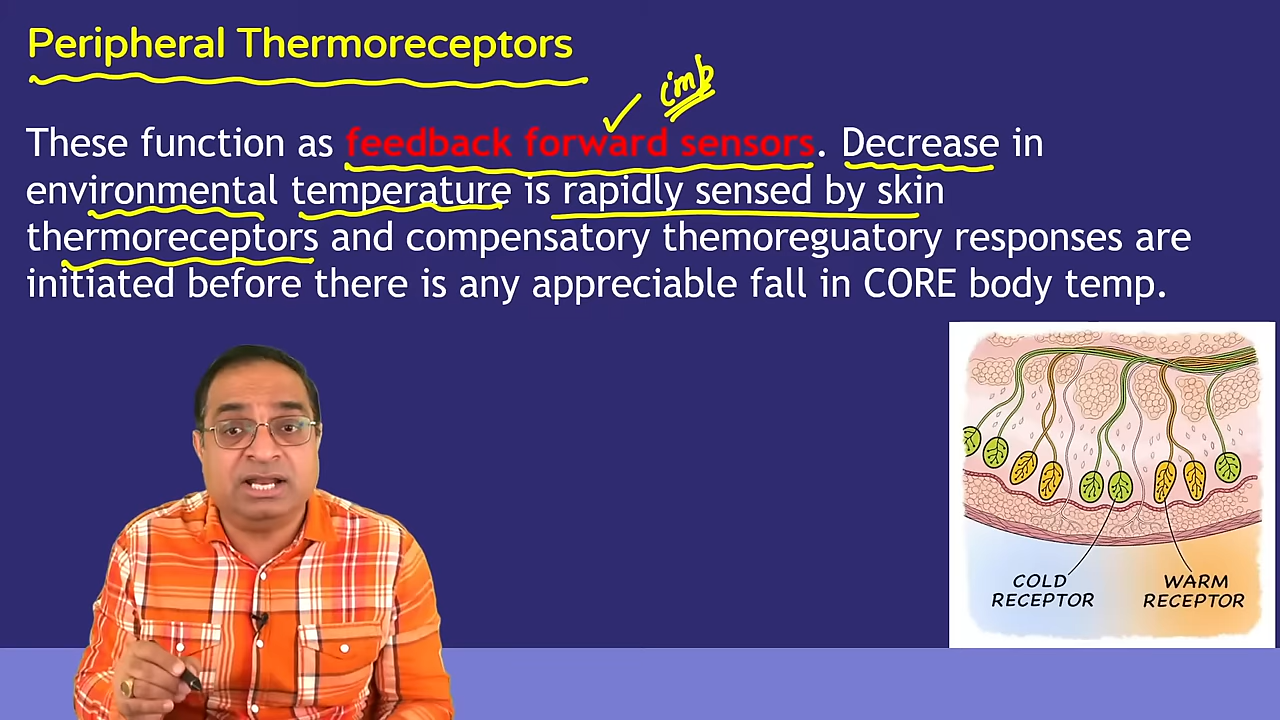 Peripheral Thermoreceptors
imp
These function as feedback forward sensors. Decrease in
environmental temperature is rapidly sensed by skin
thermoreceptors and compensatory themoreguatory responses are
initiated before there is any appreciable fall in CORE body temp.
COLD
RECEPTOR
WARM
RECEPTOR